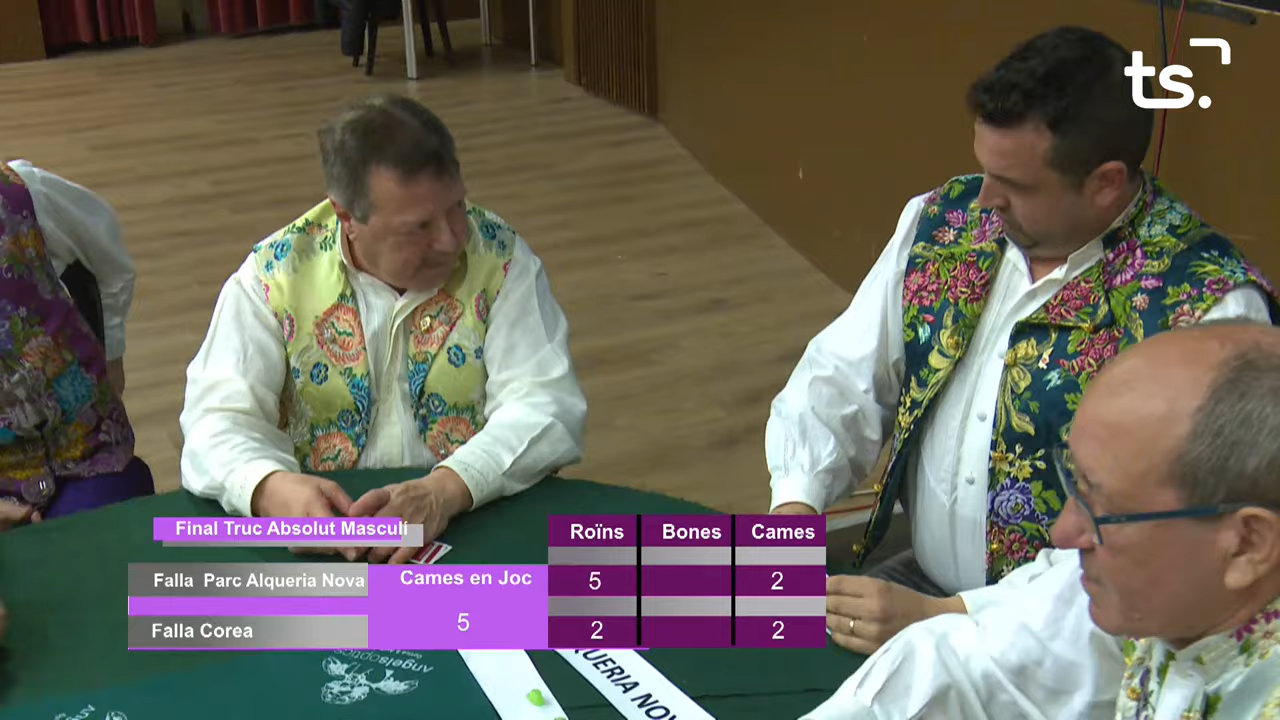 ts.
Final Truc Absolut Masculí
Roïns Bones Cames
Falla Parc Alqueria Nova
Cames en Joc
5 2
5
Falla Corea
2 2
Angelsoptics
QUERIA NOV